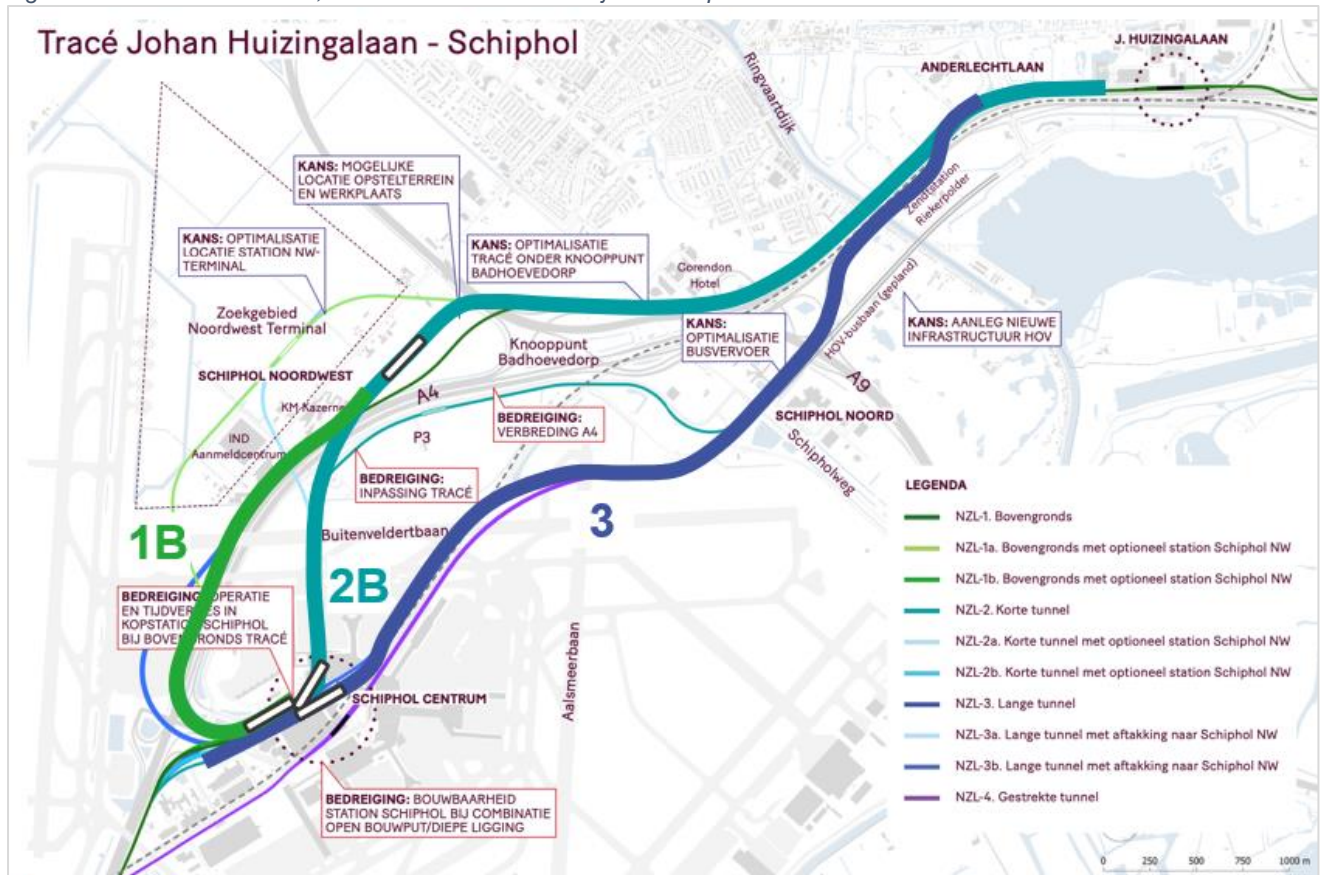 Tracé Johan Huizingalaan - Schiphol
J. HUIZINGALAAN
ANDERLECHTLAAN
Ringvaartdijk
KANS: MOGELIJKE
LOCATIE OPSTELTERREIN
EN WERKPLAATS
Zendtstation
Riekerpolder
KANS: OPTIMALISATIE
LOCATIE STATION NW-
TERMINAL
KANS: OPTIMALISATIE
TRACÉ ONDER KNOOPPUNT
BADHOEVEDORP
Corendon
Hotel
Zoekgebied
Noordwest Terminal
KANS:
OPTIMALISATIE
BUSVERVOER
HOV-busbaan (gepland)
KANS: AANLEG NIEUWE
INFRASTRUCTUUR HOV
Knooppunt
Badhoevedorp
SCHIPHOL NOORDWEST
A4
A9
KM-Kazerne
BEDREIGING:
VERBREDING A4
SCHIPHOL NOORD
P3
IND
Aanmeldcentrum
Schipholweg
BEDREIGING:
INPASSING TRACÉ
1B
Buitenveldertbaan
3
2B
BEDREIGING: OPERATIE
EN TIJDVERLIES IN
KOPSTATION SCHIPHOL
BIJ BOVENGRONDS TRACÉ
Aalsmeerbaan
SCHIPHOL CENTRUM
BEDREIGING: BOUWBAARHEID
STATION SCHIPHOL BIJ COMBINATIE
OPEN BOUWPUT/DIEPE LIGGING
LEGENDA
NZL-1. Bovengronds
NZL-1a. Bovengronds met optioneel station Schiphol NW
NZL-1b. Bovengronds met optioneel station Schiphol NW
NZL-2. Korte tunnel
NZL-2a. Korte tunnel met optioneel station Schiphol NW
NZL-2b. Korte tunnel met optioneel station Schiphol NW
NZL-3. Lange tunnel
NZL-3a. Lange tunnel met aftakking naar Schiphol NW
NZL-3b. Lange tunnel met aftakking naar Schiphol NW
NZL-4. Gestrekte tunnel
0 250 500 750 1000 m